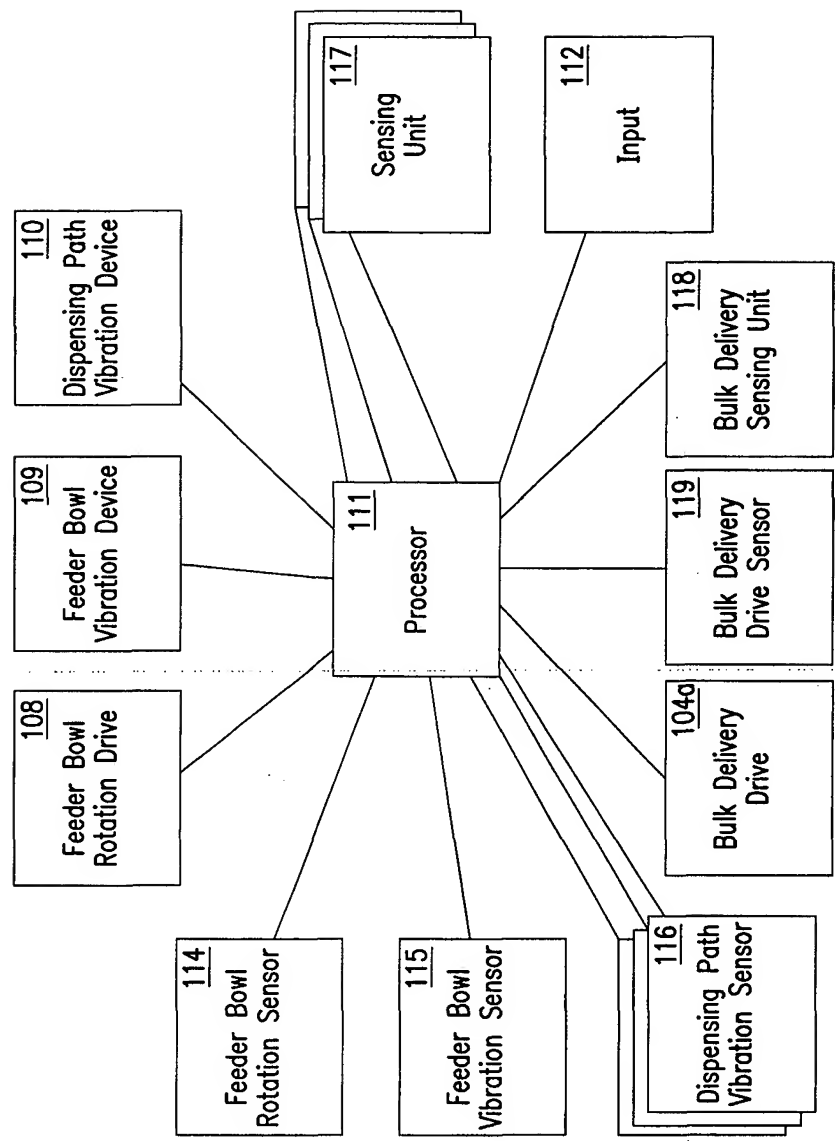 108
Feeder Bowl
Rotation Drive
109
Feeder Bowl
Vibration Device
110
Dispensing Path
Vibration Device
114
Feeder Bowl
Rotation Sensor
115
Feeder Bowl
Vibration Sensor
111
Processor
117
Sensing
Unit
112
Input
116
Dispensing Path
Vibration Sensor
104a
Bulk Delivery
Drive
119
Bulk Delivery
Drive Sensor
118
Bulk Delivery
Sensing Unit